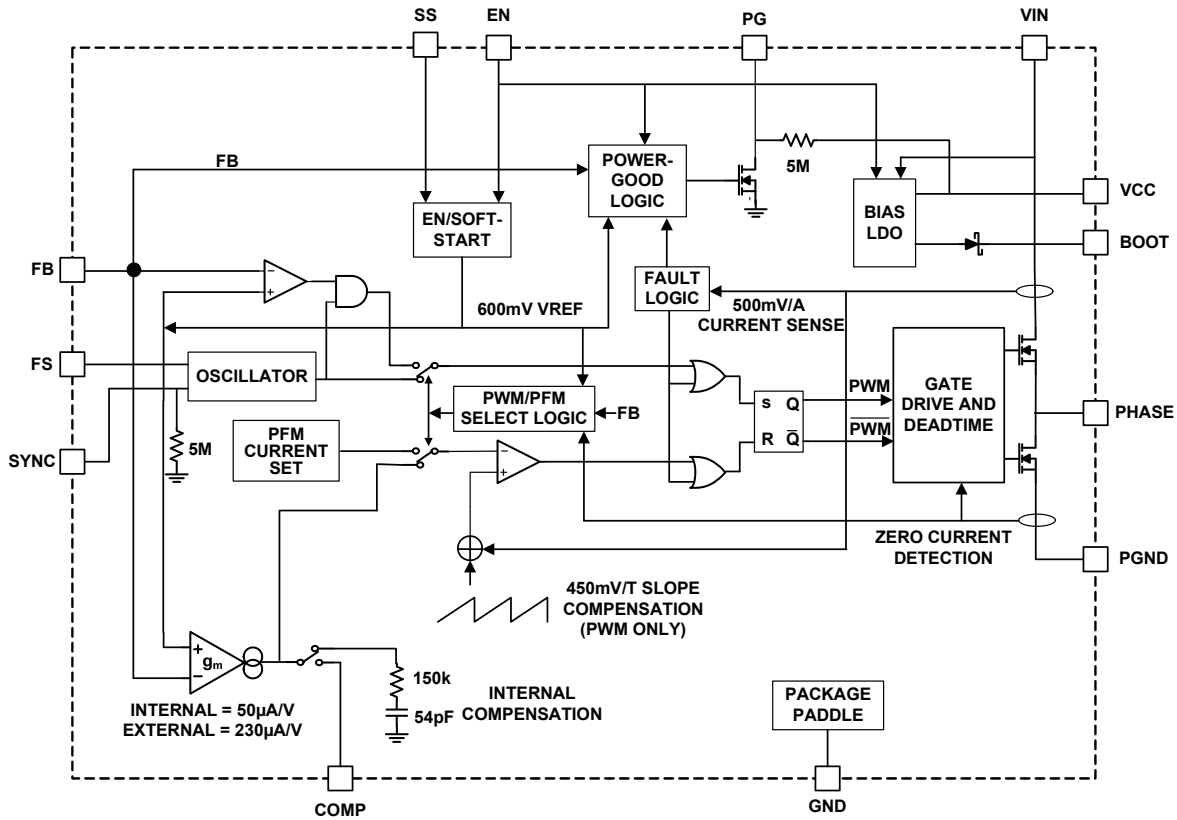 SS
EN
PG
VIN
FB
POWER-
GOOD
LOGIC
5M
BIAS
LDO
VCC
BOOT
EN/SOFT-
START
FB
−
+
600mV VREF
FAULT
LOGIC
500mV/A
CURRENT SENSE
FS
OSCILLATOR
SYNC
5M
PWM/PFM
SELECT LOGIC
FB
PFM
CURRENT
SET
−
+
S Q
R Q̅
PWM
P̅W̅M̅
GATE
DRIVE AND
DEADTIME
PHASE
ZERO CURRENT
DETECTION
PGND
450mV/T SLOPE
COMPENSATION
(PWM ONLY)
+
gm
−
INTERNAL = 50µA/V
EXTERNAL = 230µA/V
150k
54pF
INTERNAL
COMPENSATION
PACKAGE
PADDLE
COMP
GND